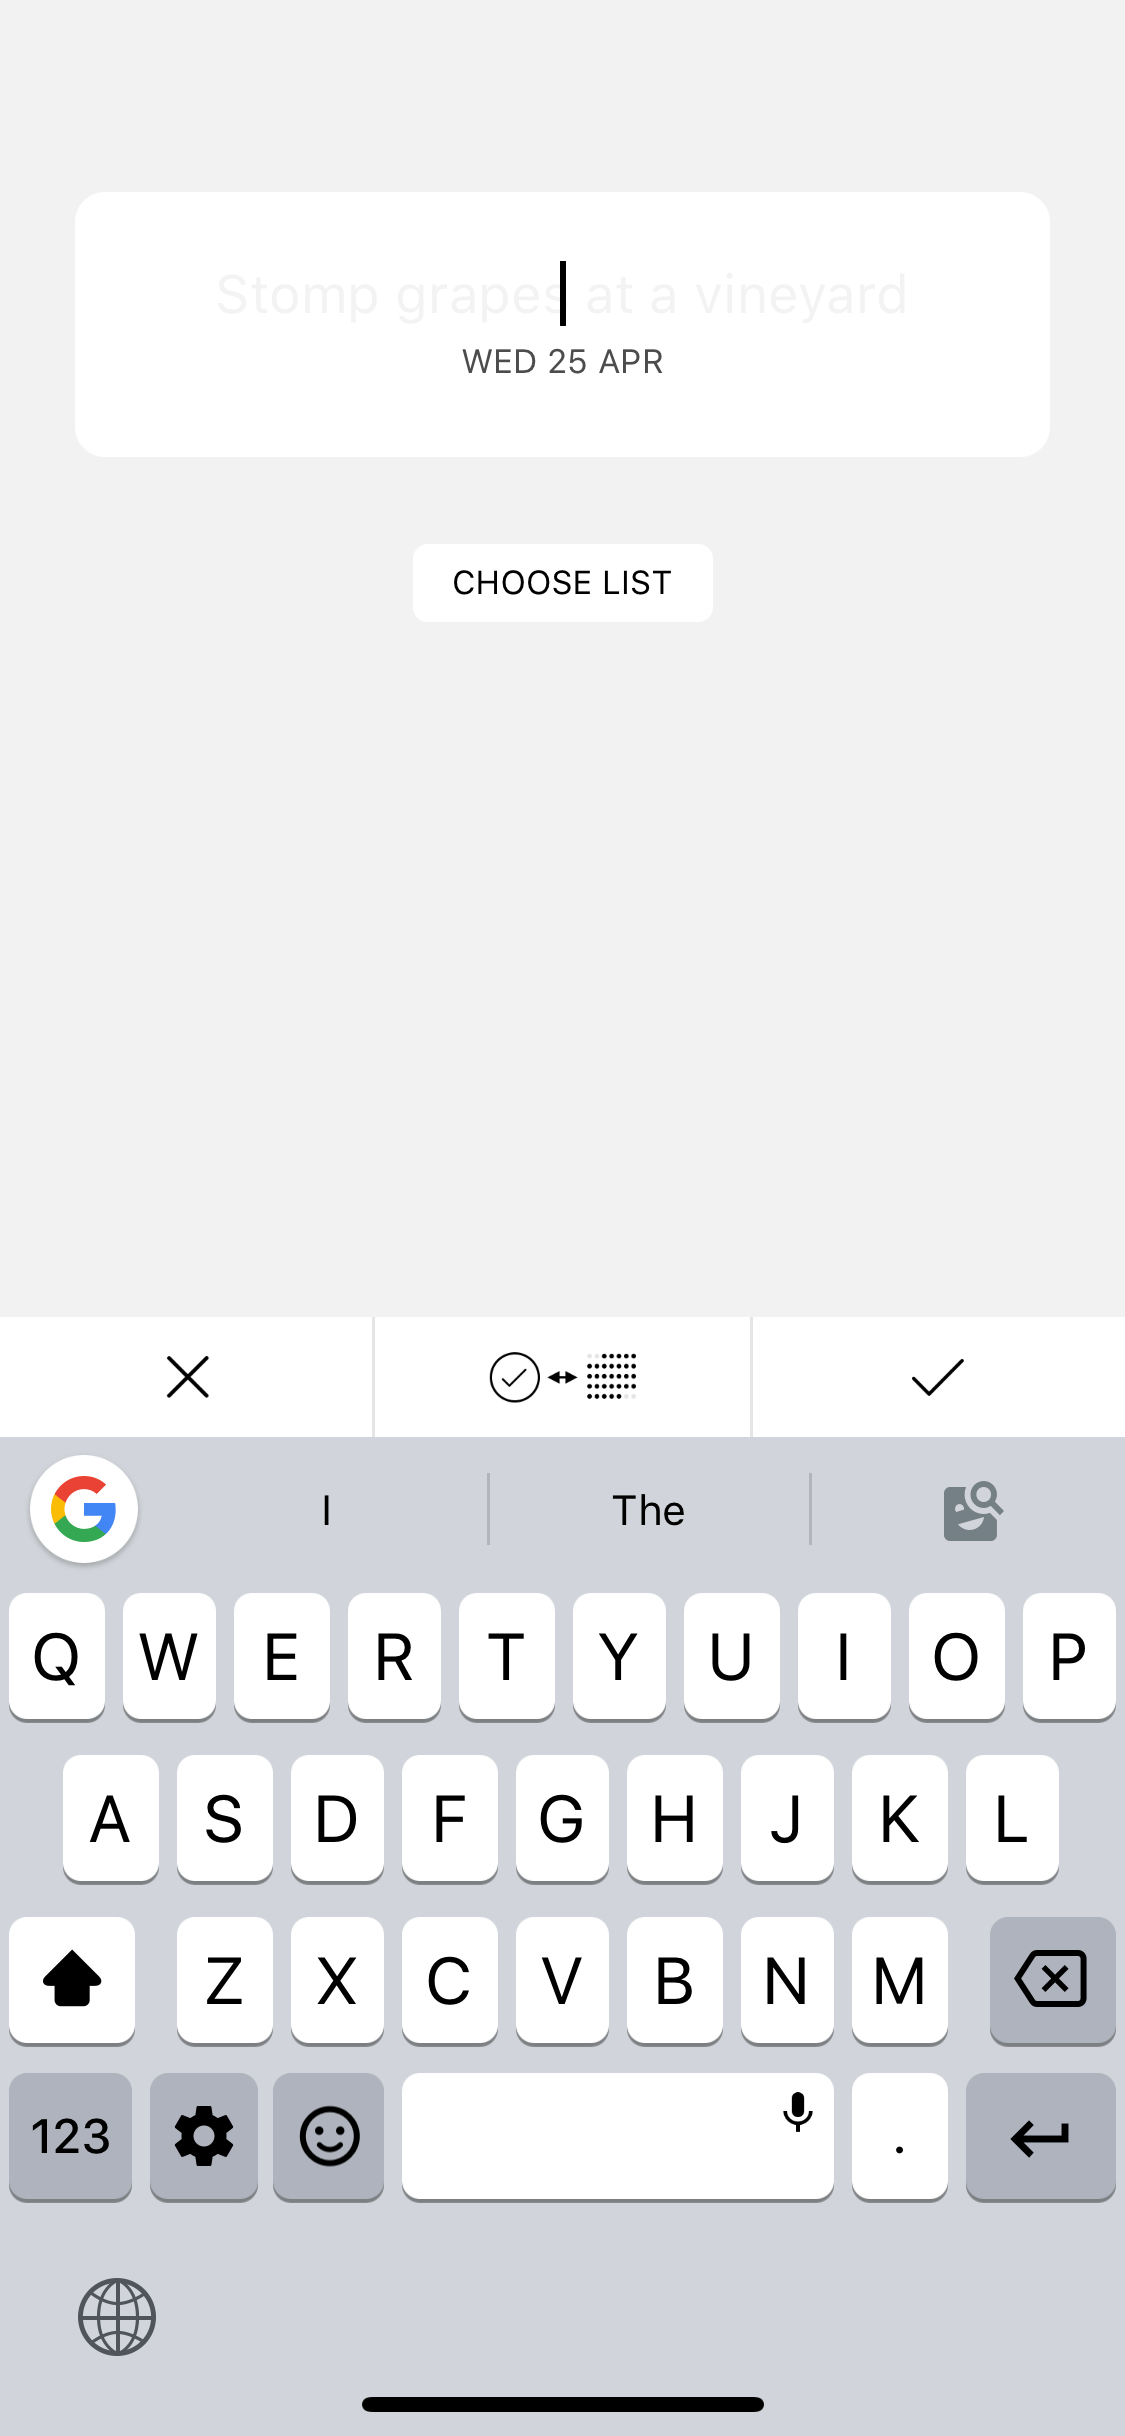 Stomp grapes at a vineyard
WED 25 APR
CHOOSE LIST
I The
Q W E R T Y U I O P
A S D F G H J K L
Z X C V B N M
123 .